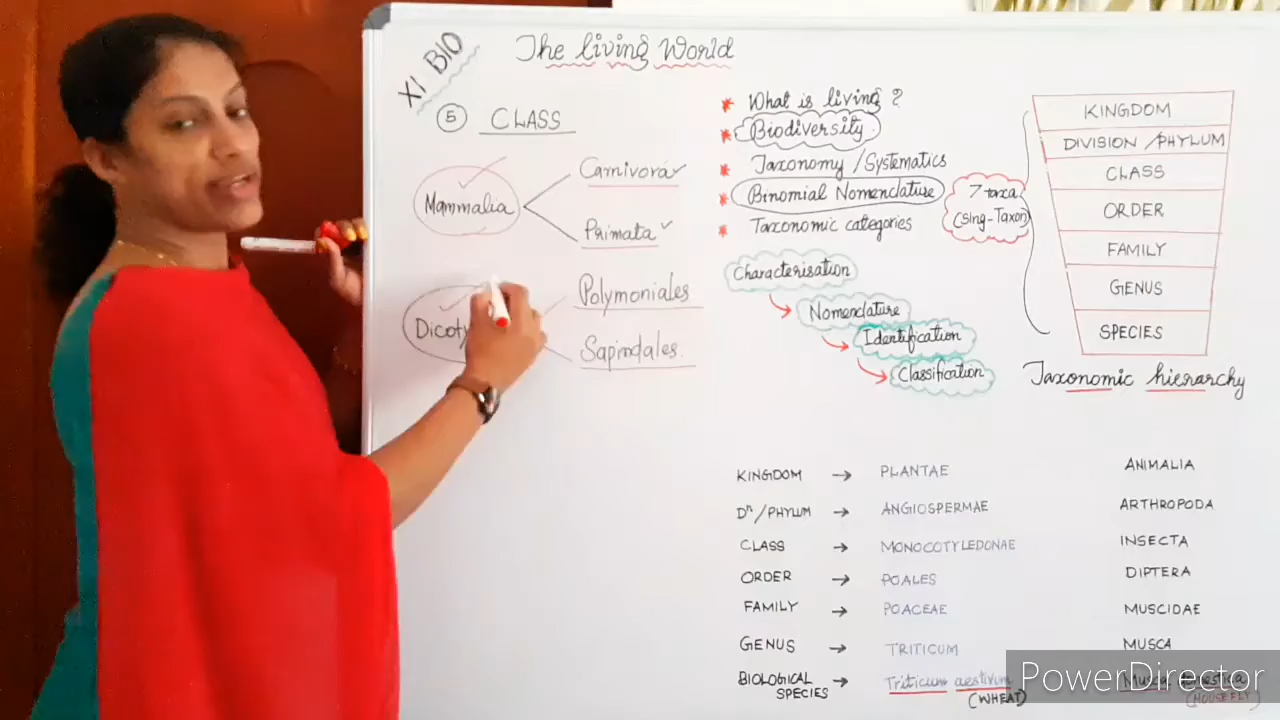 XI BIO
The living World
5 CLASS
Mammalia
Carnivora
Primata
Polymoniales
Sapindales.
* What is living?
* Biodiversity.
* Taxonomy/Systematics
* Binomial Nomenclature
* Taxonomic categories
Characterisation
Nomenclature
Identification
Classification
7 taxa
(Sing-Taxon)
KINGDOM
DIVISION/PHYLUM
CLASS
ORDER
FAMILY
GENUS
SPECIES
Taxonomic hierarchy
KINGDOM → PLANTAE ANIMALIA
Dn/PHYLUM → ANGIOSPERMAE ARTHROPODA
CLASS → MONOCOTYLEDONAE INSECTA
ORDER → POALES DIPTERA
FAMILY → POACEAE MUSCIDAE
GENUS → TRITICUM MUSCA
BIOLOGICAL SPECIES → Triticum aestivum
(WHEAT) (HOUSEFLY)
PowerDirector